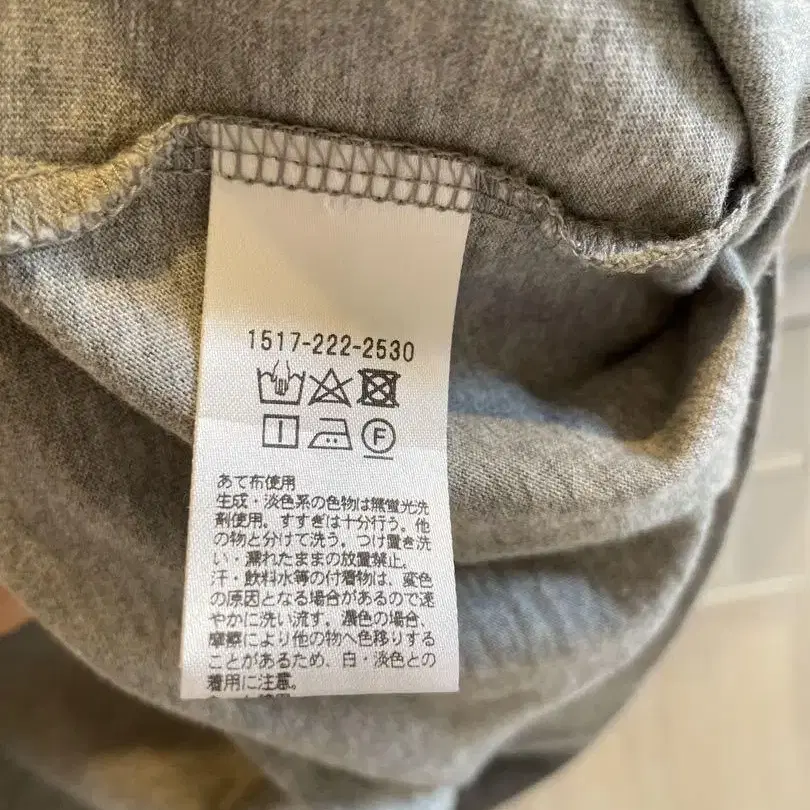 1517-222-2530
F
あて布使用
生成・淡色系の色物は無蛍光洗
剤使用。すすぎは十分行う。他
の物と分けて洗う。つけ置き洗
い・濡れたままの放置禁止。
汗・飲料水等の付着物は、変色
の原因となる場合があるので速
やかに洗い流す。濃色の場合、
摩擦により他の物へ色移りする
ことがあるため、白・淡色との
着用に注意。